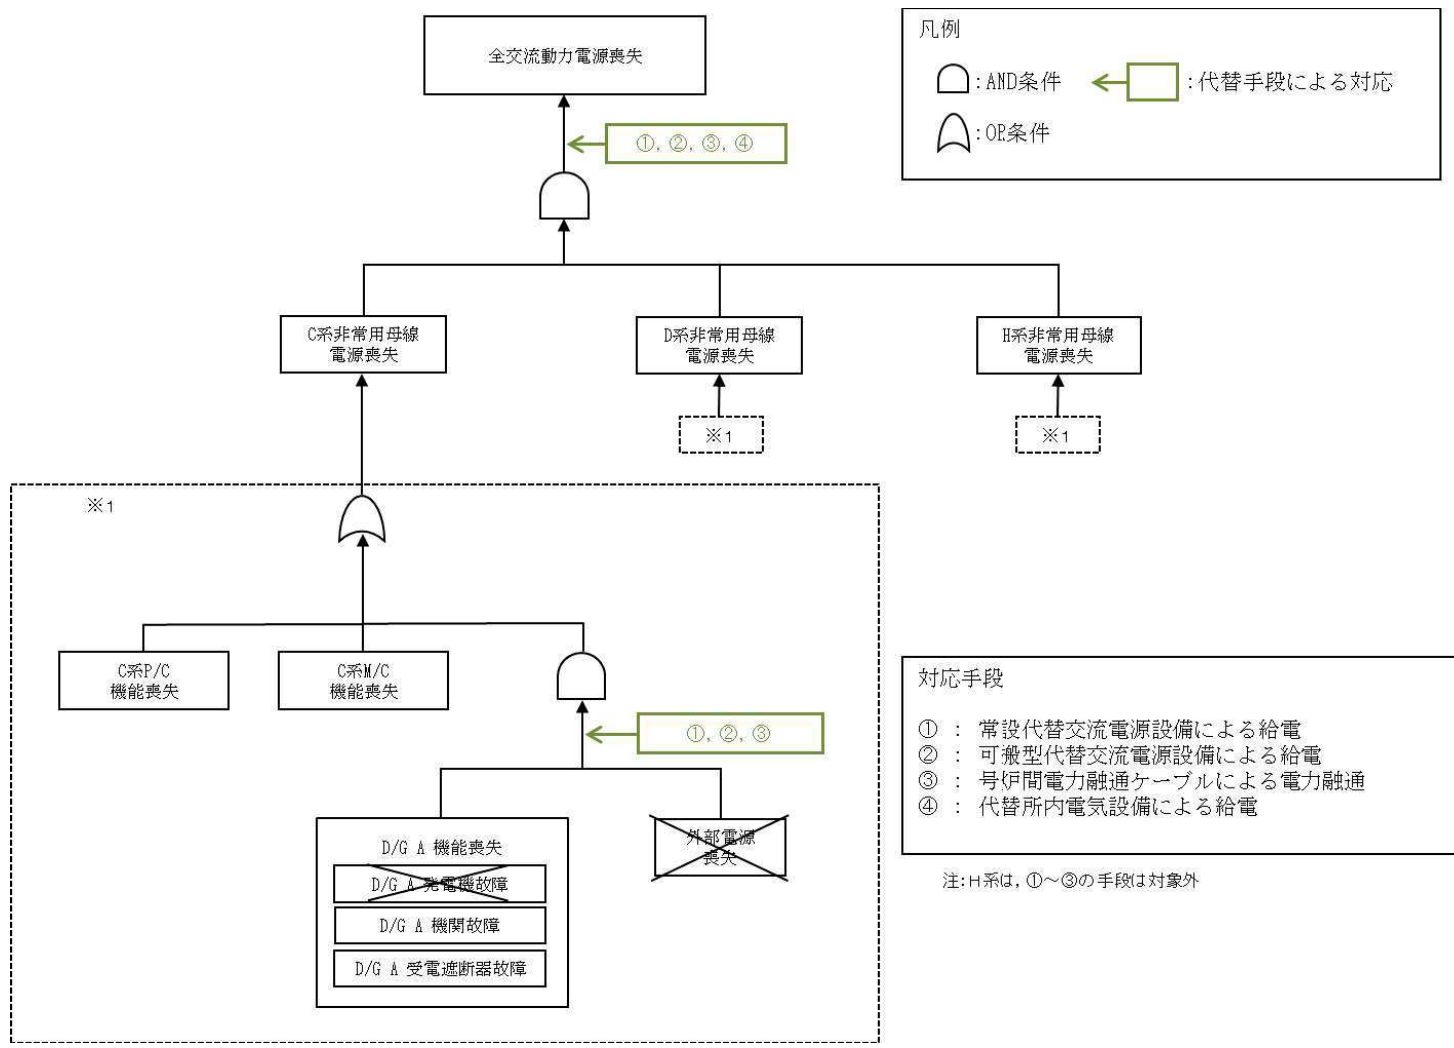 全交流動力電源喪失
凡例
:AND条件
:代替手段による対応
:OR条件
①, ②, ③, ④
C系非常用母線
電源喪失
D系非常用母線
電源喪失
H系非常用母線
電源喪失
※1
※1
※1
C系P/C
機能喪失
C系M/C
機能喪失
①, ②, ③
D/G A 機能喪失
D/G A 発電機故障
D/G A 機関故障
D/G A 受電遮断器故障
外部電源
喪失
対応手段
① : 常設代替交流電源設備による給電
② : 可搬型代替交流電源設備による給電
③ : 号炉間電力融通ケーブルによる電力融通
④ : 代替所内電気設備による給電
注:H系は, ①～③の手段は対象外